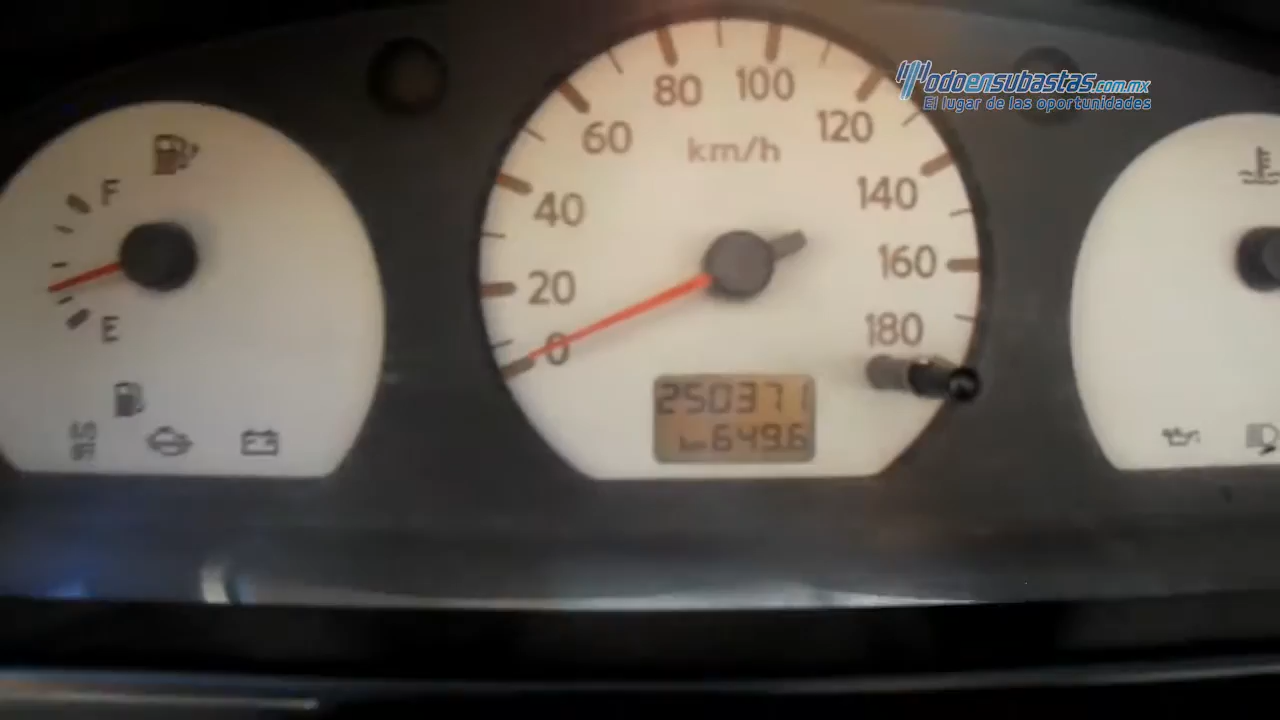 80
100
60
120
km/h
40
140
20
160
0
180
F
E
250371
km 649.6
Todoensubastas.com.mx
El lugar de las oportunidades